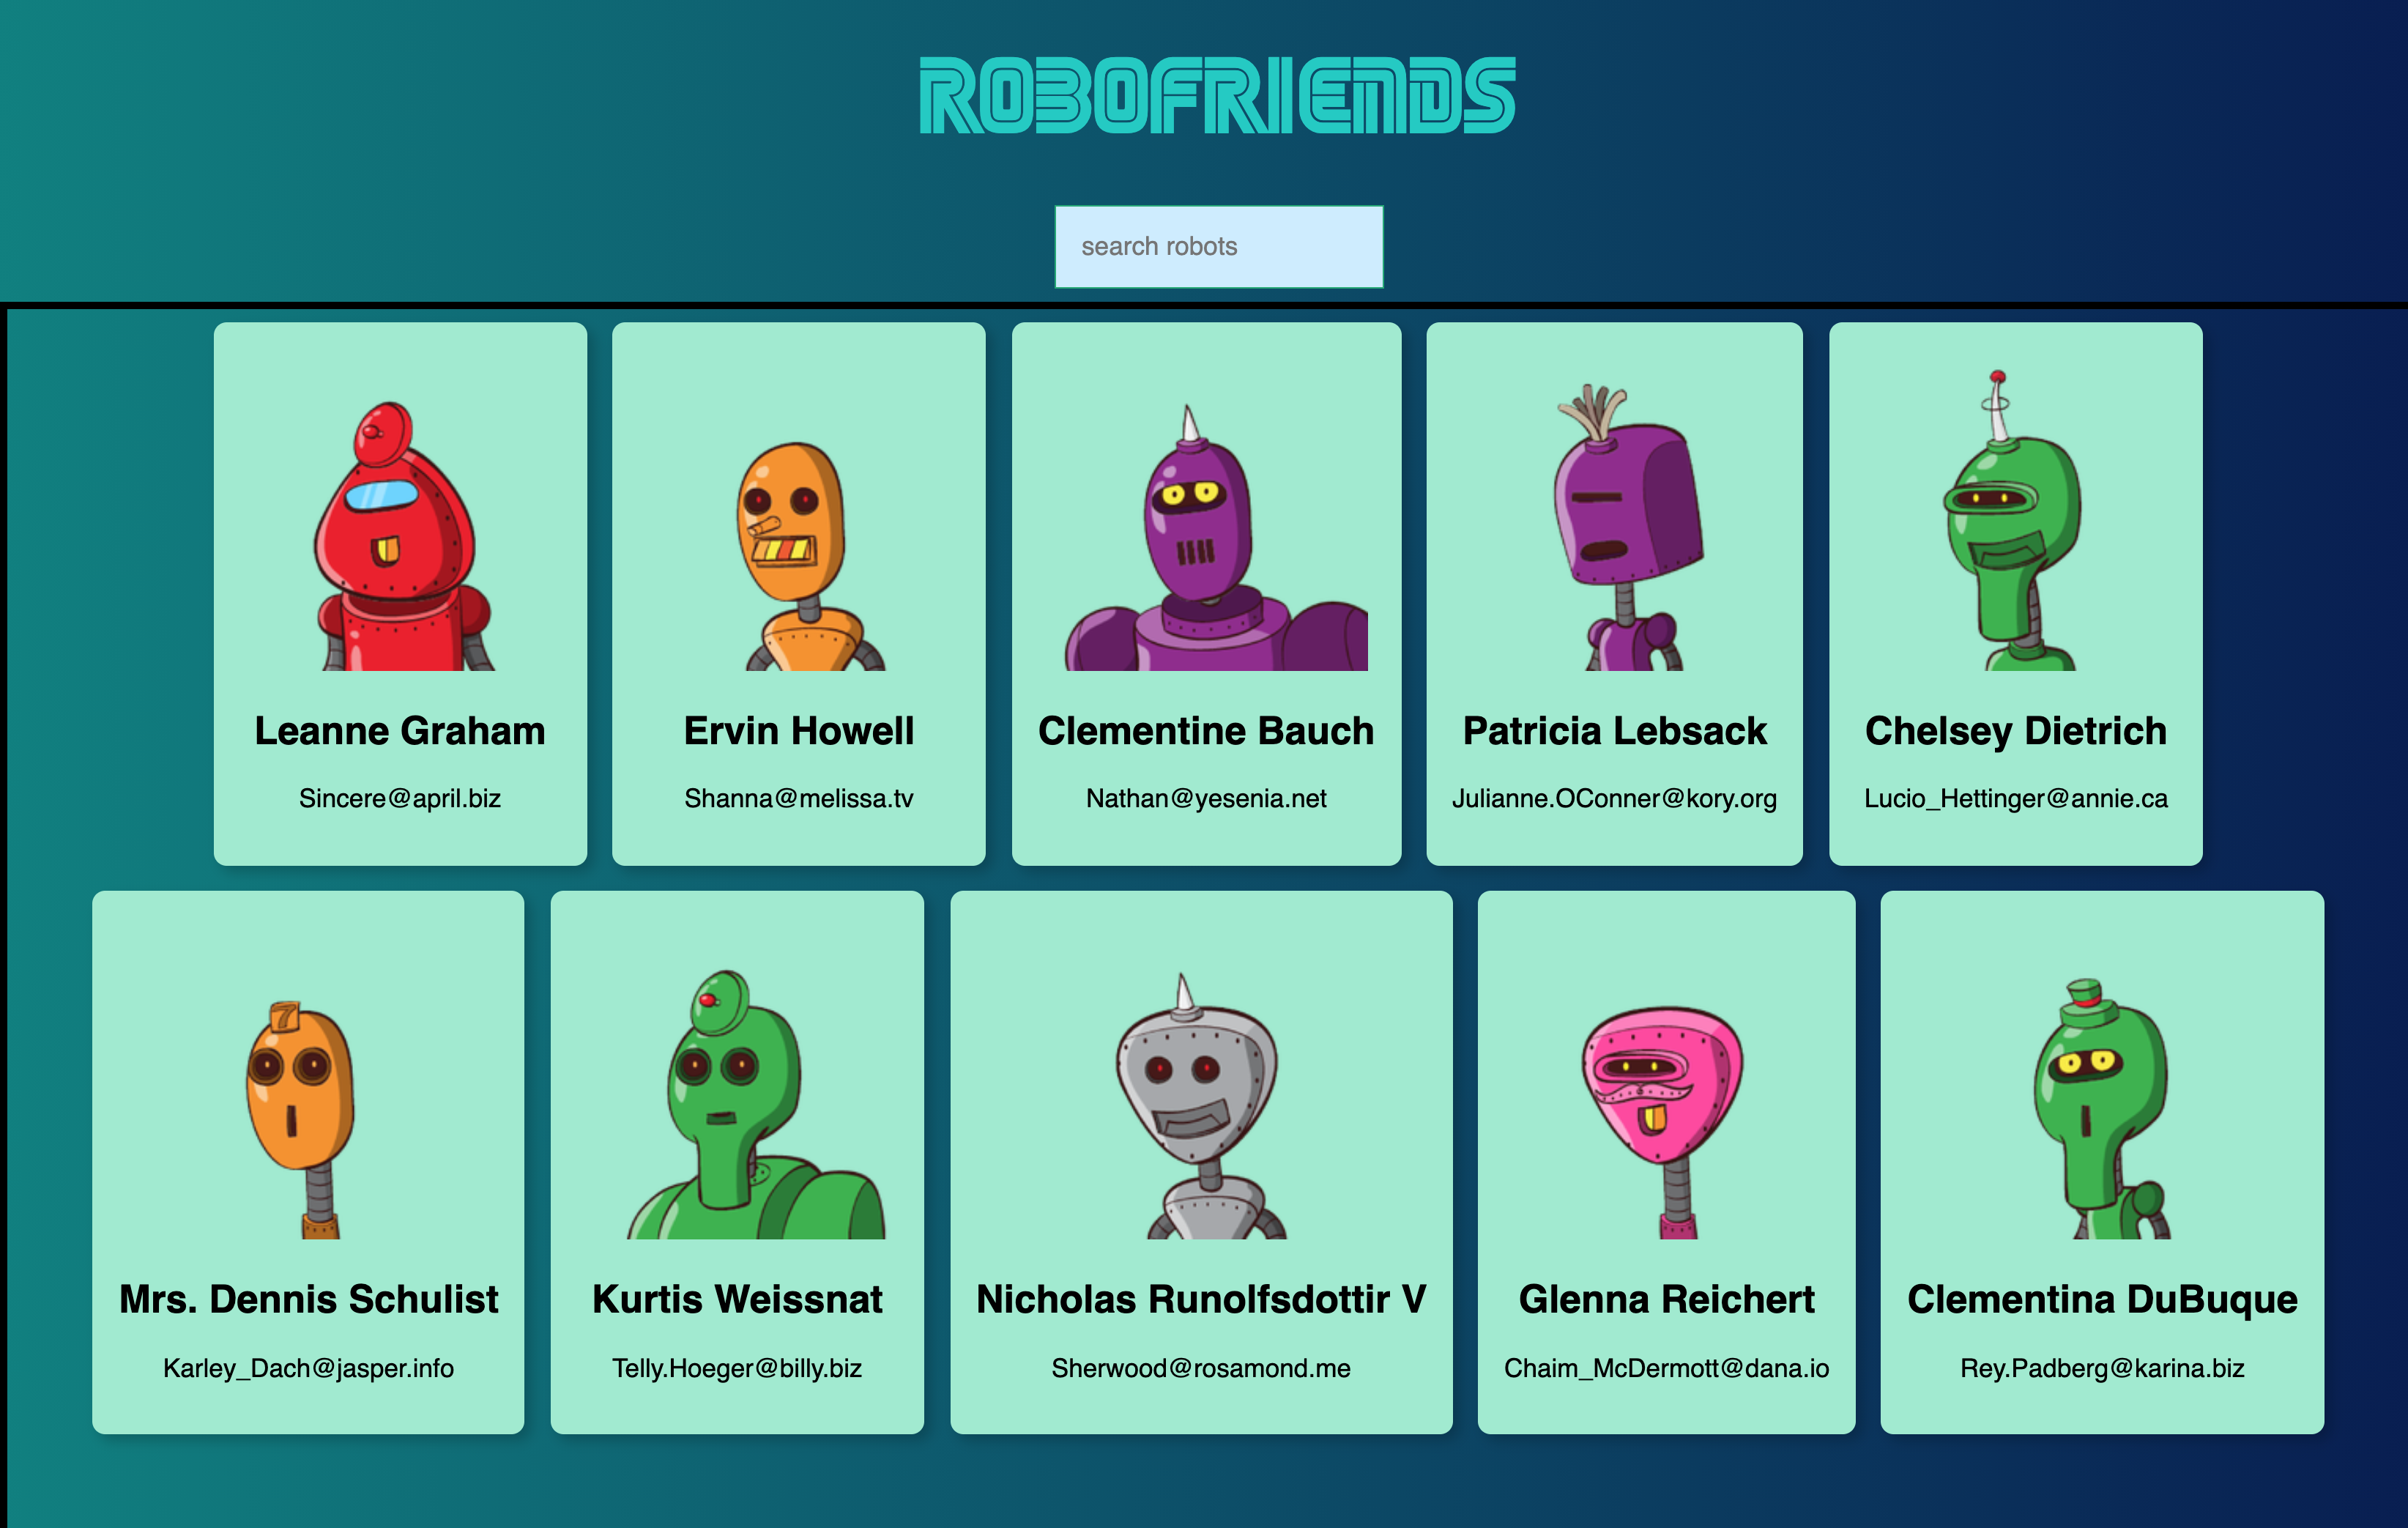 ROBOFRIENDS
search robots
Leanne Graham
Sincere@april.biz
Ervin Howell
Shanna@melissa.tv
Clementine Bauch
Nathan@yesenia.net
Patricia Lebsack
Julianne.OConner@kory.org
Chelsey Dietrich
Lucio_Hettinger@annie.ca
7
Mrs. Dennis Schulist
Karley_Dach@jasper.info
Kurtis Weissnat
Telly.Hoeger@billy.biz
Nicholas Runolfsdottir V
Sherwood@rosamond.me
Glenna Reichert
Chaim_McDermott@dana.io
Clementina DuBuque
Rey.Padberg@karina.biz